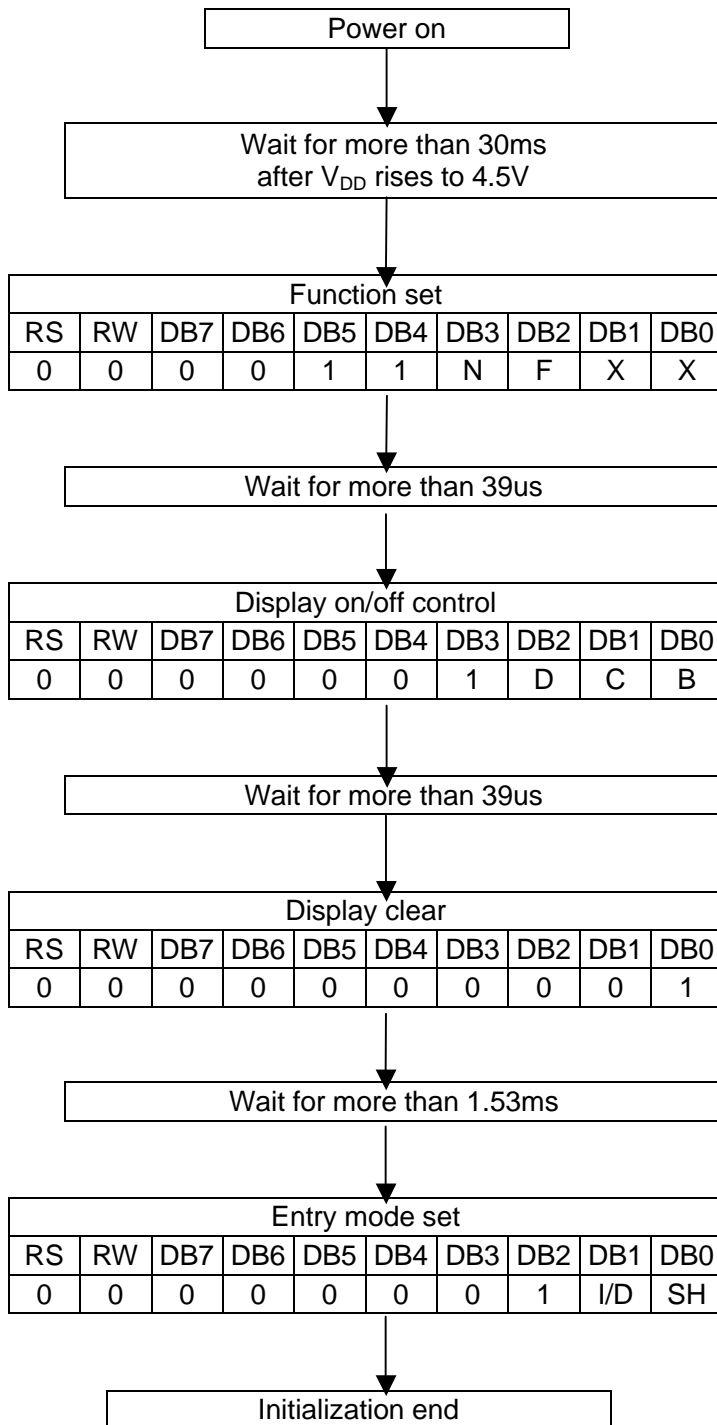 Power on
Wait for more than 30ms
after VDD rises to 4.5V
Function set
RS RW DB7 DB6 DB5 DB4 DB3 DB2 DB1 DB0
0 0 0 0 1 1 N F X X
Wait for more than 39us
Display on/off control
RS RW DB7 DB6 DB5 DB4 DB3 DB2 DB1 DB0
0 0 0 0 0 0 1 D C B
Wait for more than 39us
Display clear
RS RW DB7 DB6 DB5 DB4 DB3 DB2 DB1 DB0
0 0 0 0 0 0 0 0 0 1
Wait for more than 1.53ms
Entry mode set
RS RW DB7 DB6 DB5 DB4 DB3 DB2 DB1 DB0
0 0 0 0 0 0 0 1 I/D SH
Initialization end